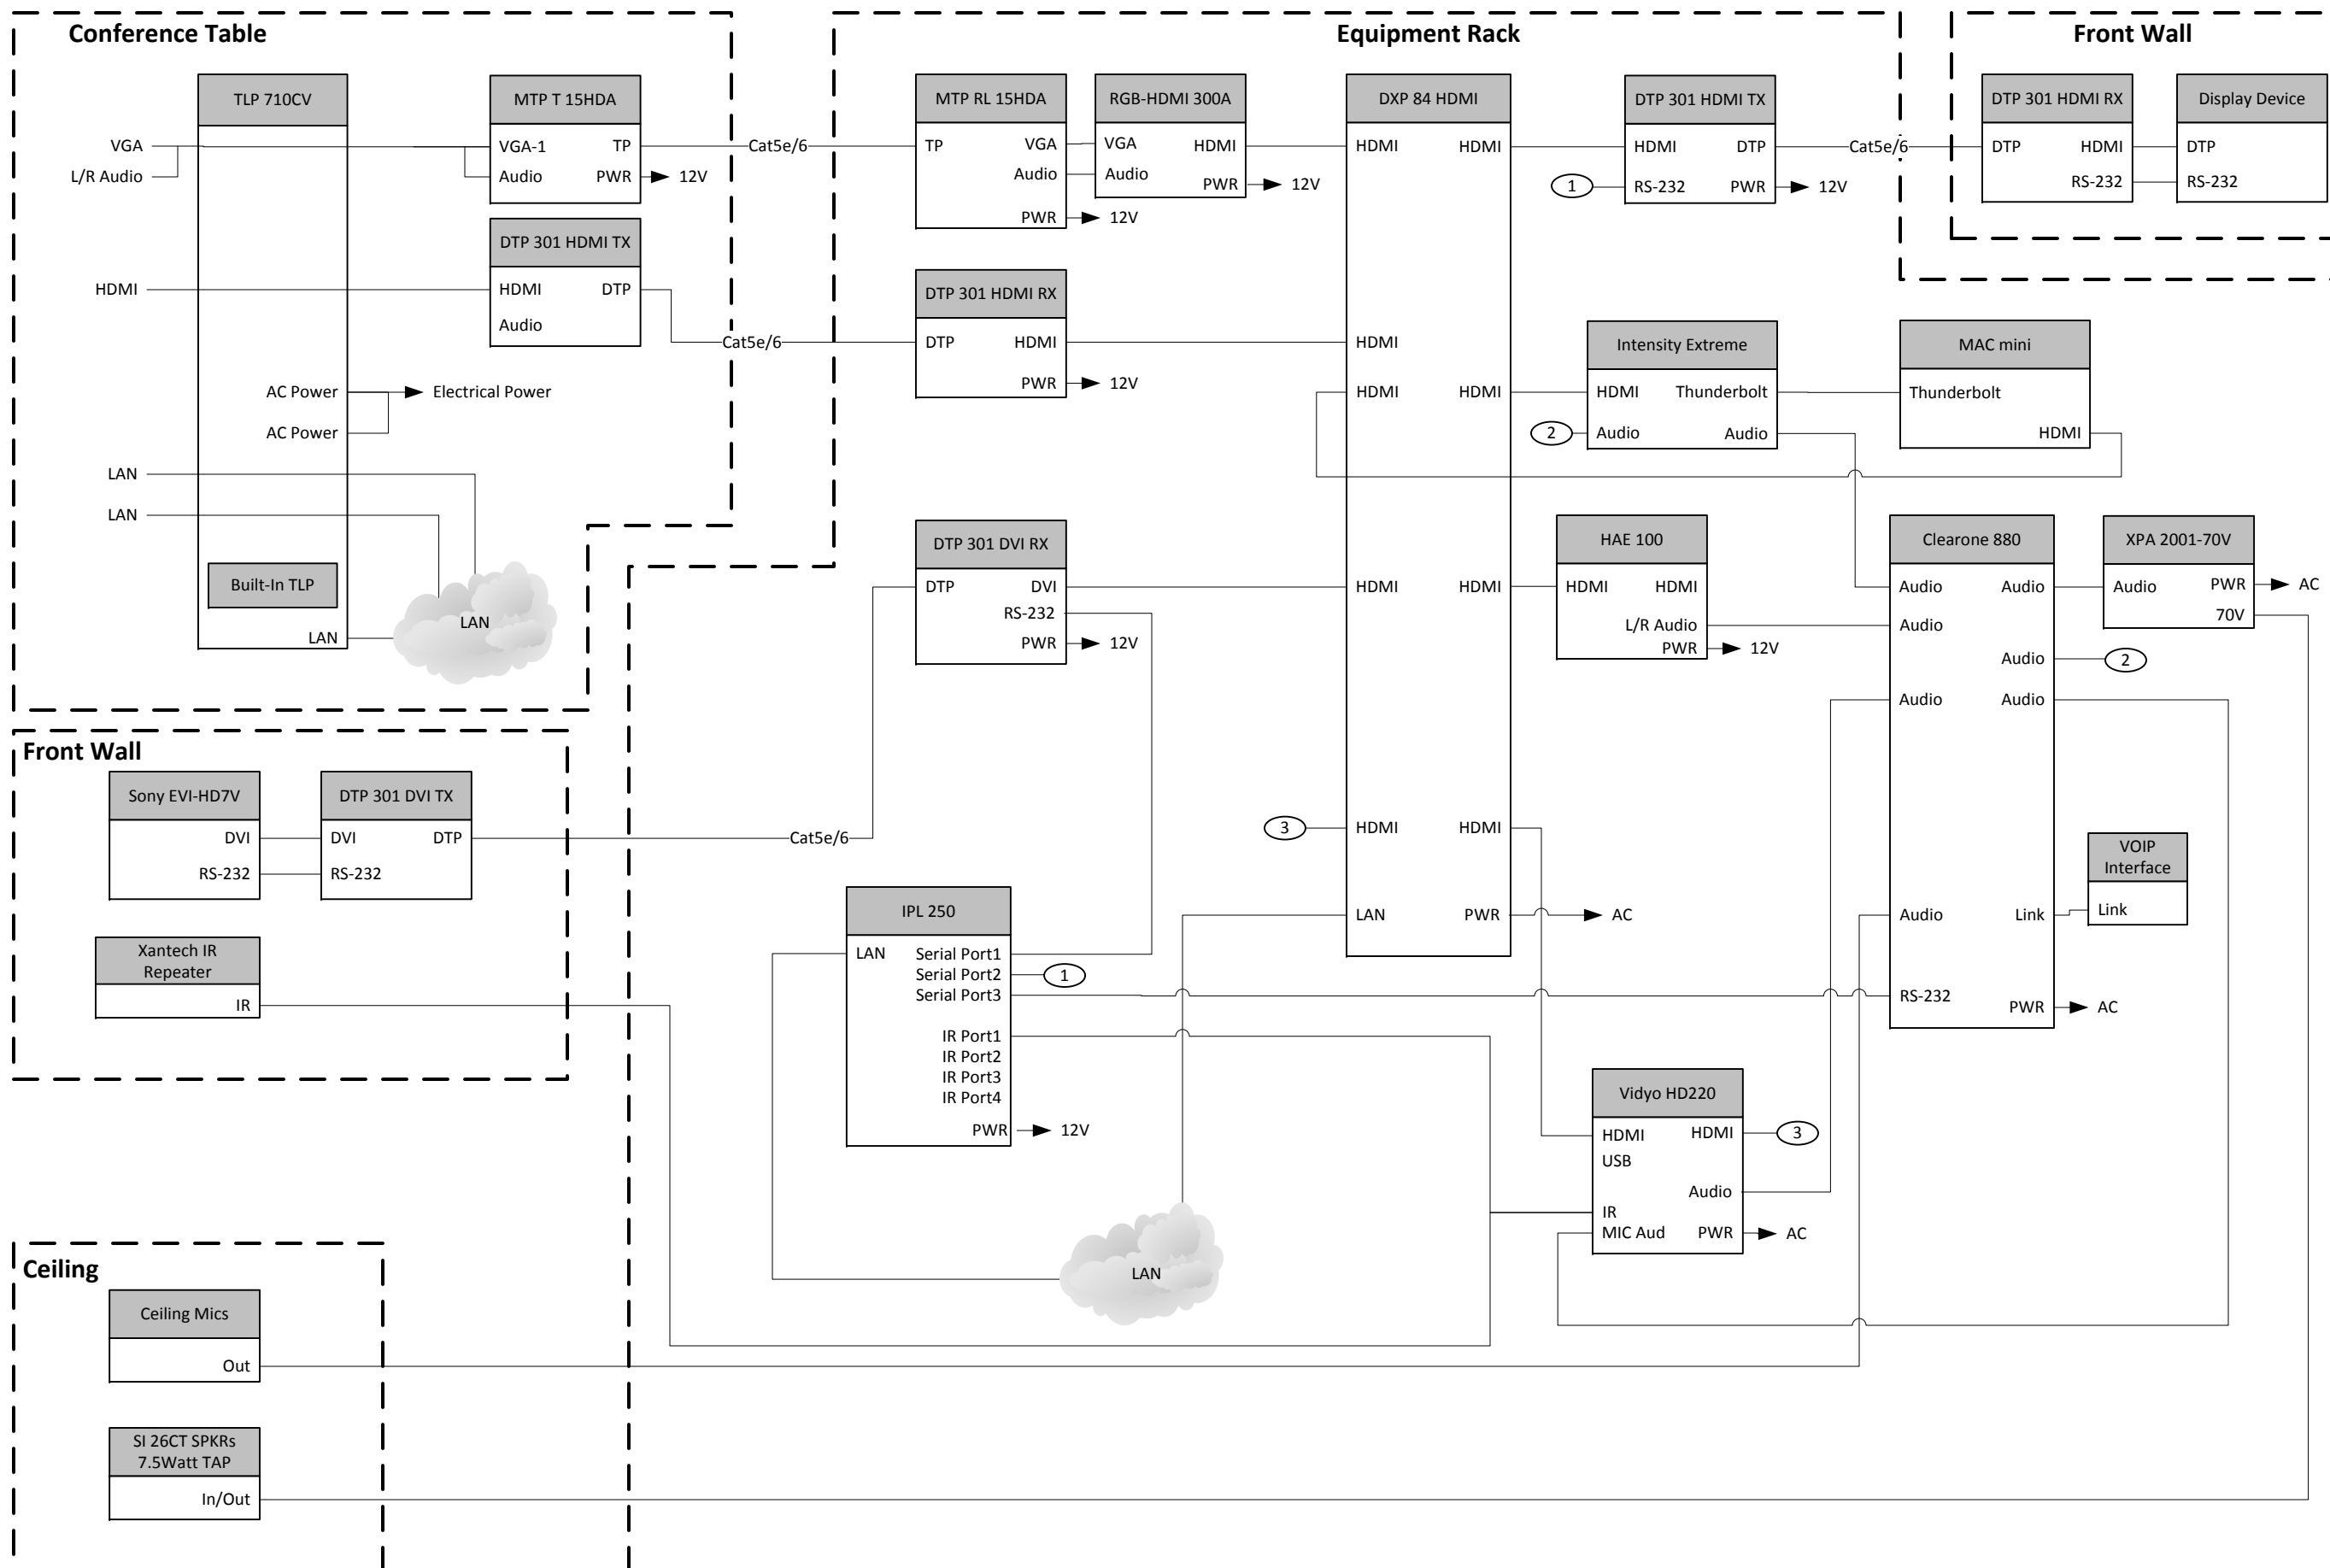 Conference Table
TLP 710CV
VGA
L/R Audio
HDMI
AC Power
Electrical Power
AC Power
LAN
LAN
Built-In TLP
LAN
LAN
MTP T 15HDA
VGA-1 TP
Audio PWR 12V
DTP 301 HDMI TX
HDMI DTP
Audio
Cat5e/6
Cat5e/6
Equipment Rack
MTP RL 15HDA
TP VGA
Audio
PWR 12V
RGB-HDMI 300A
VGA HDMI
Audio PWR 12V
DTP 301 HDMI RX
DTP HDMI
PWR 12V
DTP 301 DVI RX
DTP DVI
RS-232
PWR 12V
DXP 84 HDMI
HDMI HDMI
HDMI
HDMI HDMI
HDMI HDMI
3 HDMI HDMI
LAN PWR AC
DTP 301 HDMI TX
HDMI DTP
1 RS-232 PWR 12V
Cat5e/6
Front Wall
DTP 301 HDMI RX
DTP HDMI
RS-232
Display Device
DTP
RS-232
Intensity Extreme
HDMI Thunderbolt
2 Audio Audio
MAC mini
Thunderbolt
HDMI
HAE 100
HDMI HDMI
L/R Audio
PWR 12V
Clearone 880
Audio Audio
Audio
Audio 2
Audio Audio
Audio Link
RS-232
PWR AC
XPA 2001-70V
Audio PWR AC
70V
VOIP
Interface
Link
Front Wall
Sony EVI-HD7V
DVI
RS-232
DTP 301 DVI TX
DVI DTP
RS-232
Cat5e/6
Xantech IR
Repeater
IR
IPL 250
LAN Serial Port1
Serial Port2 1
Serial Port3
IR Port1
IR Port2
IR Port3
IR Port4
PWR 12V
LAN
Vidyo HD220
HDMI HDMI 3
USB
Audio
IR
MIC Aud PWR AC
Ceiling
Ceiling Mics
Out
SI 26CT SPKRs
7.5Watt TAP
In/Out